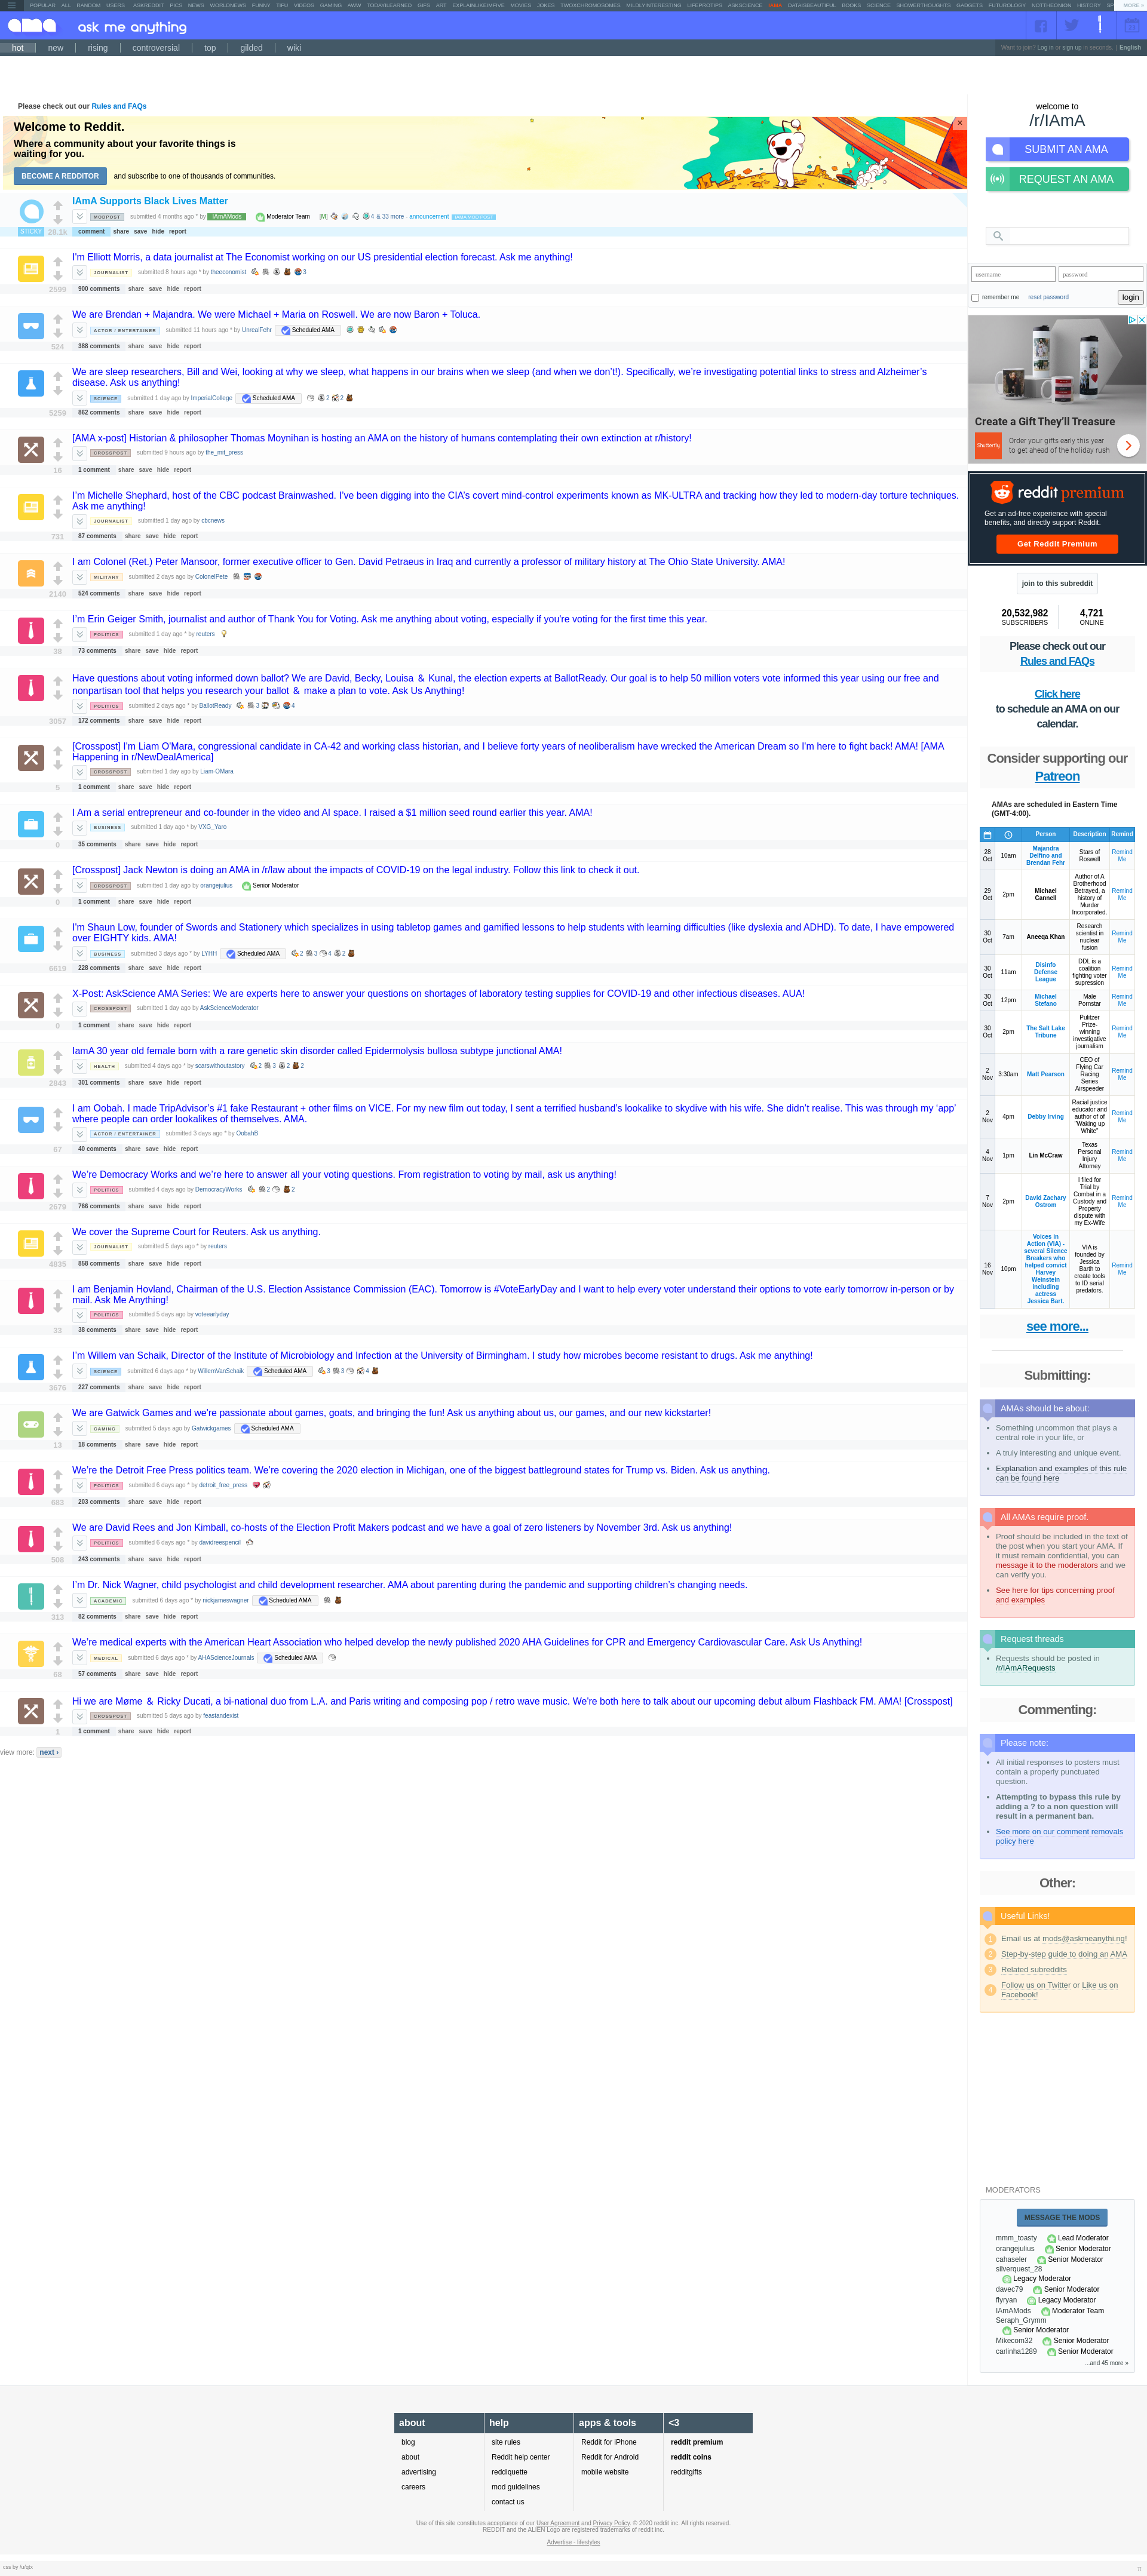 POPULAR ALL RANDOM USERS ASKREDDIT PICS NEWS WORLDNEWS FUNNY TIFU VIDEOS GAMING AWW TODAYILEARNED GIFS ART EXPLAINLIKEIMFIVE MOVIES JOKES TWOXCHROMOSOMES MILDLYINTERESTING LIFEPROTIPS ASKSCIENCE IAMA DATAISBEAUTIFUL BOOKS SCIENCE SHOWERTHOUGHTS GADGETS FUTUROLOGY NOTTHEONION HISTORY SP MORE »
ama ask me anything
hot new rising controversial top gilded wiki
Want to join? Log in or sign up in seconds. | English
Please check out our Rules and FAQs
Welcome to Reddit.
Where a community about your favorite things is
waiting for you.
BECOME A REDDITOR and subscribe to one of thousands of communities.
×
IAmA Supports Black Lives Matter
MODPOST submitted 4 months ago * by IAmAMods Moderator Team [M] 4 & 33 more - announcement
STICKY 28.1k comment share save hide report
I'm Elliott Morris, a data journalist at The Economist working on our US presidential election forecast. Ask me anything!
JOURNALIST submitted 8 hours ago * by theeconomist 3
2599 900 comments share save hide report
We are Brendan + Majandra. We were Michael + Maria on Roswell. We are now Baron + Toluca.
ACTOR / ENTERTAINER submitted 11 hours ago * by UnrealFehr Scheduled AMA
524 388 comments share save hide report
We are sleep researchers, Bill and Wei, looking at why we sleep, what happens in our brains when we sleep (and when we don't!). Specifically, we're investigating potential links to stress and Alzheimer's
disease. Ask us anything!
SCIENCE submitted 1 day ago by ImperialCollege Scheduled AMA 2 2
5259 862 comments share save hide report
[AMA x-post] Historian & philosopher Thomas Moynihan is hosting an AMA on the history of humans contemplating their own extinction at r/history!
CROSSPOST submitted 9 hours ago by the_mit_press
16 1 comment share save hide report
I'm Michelle Shephard, host of the CBC podcast Brainwashed. I've been digging into the CIA's covert mind-control experiments known as MK-ULTRA and tracking how they led to modern-day torture techniques.
Ask me anything!
JOURNALIST submitted 1 day ago by cbcnews
731 87 comments share save hide report
I am Colonel (Ret.) Peter Mansoor, former executive officer to Gen. David Petraeus in Iraq and currently a professor of military history at The Ohio State University. AMA!
MILITARY submitted 2 days ago by ColonelPete
2140 524 comments share save hide report
I'm Erin Geiger Smith, journalist and author of Thank You for Voting. Ask me anything about voting, especially if you're voting for the first time this year.
POLITICS submitted 1 day ago * by reuters
38 73 comments share save hide report
Have questions about voting informed down ballot? We are David, Becky, Louisa & Kunal, the election experts at BallotReady. Our goal is to help 50 million voters vote informed this year using our free and
nonpartisan tool that helps you research your ballot & make a plan to vote. Ask Us Anything!
POLITICS submitted 2 days ago * by BallotReady 3 4
3057 172 comments share save hide report
[Crosspost] I'm Liam O'Mara, congressional candidate in CA-42 and working class historian, and I believe forty years of neoliberalism have wrecked the American Dream so I'm here to fight back! AMA! [AMA
Happening in r/NewDealAmerica]
CROSSPOST submitted 1 day ago by Liam-OMara
5 1 comment share save hide report
I Am a serial entrepreneur and co-founder in the video and AI space. I raised a $1 million seed round earlier this year. AMA!
BUSINESS submitted 1 day ago * by VXG_Yaro
0 35 comments share save hide report
[Crosspost] Jack Newton is doing an AMA in /r/law about the impacts of COVID-19 on the legal industry. Follow this link to check it out.
CROSSPOST submitted 1 day ago by orangejulius Senior Moderator
0 1 comment share save hide report
I'm Shaun Low, founder of Swords and Stationery which specializes in using tabletop games and gamified lessons to help students with learning difficulties (like dyslexia and ADHD). To date, I have empowered
over EIGHTY kids. AMA!
BUSINESS submitted 3 days ago * by LYHH Scheduled AMA 2 3 4 2
6619 228 comments share save hide report
X-Post: AskScience AMA Series: We are experts here to answer your questions on shortages of laboratory testing supplies for COVID-19 and other infectious diseases. AUA!
CROSSPOST submitted 1 day ago by AskScienceModerator
0 1 comment share save hide report
IamA 30 year old female born with a rare genetic skin disorder called Epidermolysis bullosa subtype junctional AMA!
HEALTH submitted 4 days ago * by scarswithoutastory 2 3 2 2
2843 301 comments share save hide report
I am Oobah. I made TripAdvisor's #1 fake Restaurant + other films on VICE. For my new film out today, I sent a terrified husband's lookalike to skydive with his wife. She didn't realise. This was through my 'app'
where people can order lookalikes of themselves. AMA.
ACTOR / ENTERTAINER submitted 3 days ago * by OobahB
67 40 comments share save hide report
We're Democracy Works and we're here to answer all your voting questions. From registration to voting by mail, ask us anything!
POLITICS submitted 4 days ago by DemocracyWorks 2 2
2679 766 comments share save hide report
We cover the Supreme Court for Reuters. Ask us anything.
JOURNALIST submitted 5 days ago * by reuters
4835 858 comments share save hide report
I am Benjamin Hovland, Chairman of the U.S. Election Assistance Commission (EAC). Tomorrow is #VoteEarlyDay and I want to help every voter understand their options to vote early tomorrow in-person or by
mail. Ask Me Anything!
POLITICS submitted 5 days ago by voteearlyday
33 38 comments share save hide report
I'm Willem van Schaik, Director of the Institute of Microbiology and Infection at the University of Birmingham. I study how microbes become resistant to drugs. Ask me anything!
SCIENCE submitted 6 days ago * by WillemVanSchaik Scheduled AMA 3 3 4
3676 227 comments share save hide report
We are Gatwick Games and we're passionate about games, goats, and bringing the fun! Ask us anything about us, our games, and our new kickstarter!
GAMING submitted 5 days ago by Gatwickgames Scheduled AMA
13 18 comments share save hide report
We're the Detroit Free Press politics team. We're covering the 2020 election in Michigan, one of the biggest battleground states for Trump vs. Biden. Ask us anything.
POLITICS submitted 6 days ago * by detroit_free_press
683 203 comments share save hide report
We are David Rees and Jon Kimball, co-hosts of the Election Profit Makers podcast and we have a goal of zero listeners by November 3rd. Ask us anything!
POLITICS submitted 6 days ago * by davidreespencil
508 243 comments share save hide report
I'm Dr. Nick Wagner, child psychologist and child development researcher. AMA about parenting during the pandemic and supporting children's changing needs.
ACADEMIC submitted 6 days ago * by nickjameswagner Scheduled AMA
313 82 comments share save hide report
We're medical experts with the American Heart Association who helped develop the newly published 2020 AHA Guidelines for CPR and Emergency Cardiovascular Care. Ask Us Anything!
MEDICAL submitted 6 days ago * by AHAScienceJournals Scheduled AMA
68 57 comments share save hide report
Hi we are Møme & Ricky Ducati, a bi-national duo from L.A. and Paris writing and composing pop / retro wave music. We're both here to talk about our upcoming debut album Flashback FM. AMA! [Crosspost]
CROSSPOST submitted 5 days ago by feastandexist
1 1 comment share save hide report
view more: next ›
welcome to
/r/IAmA
SUBMIT AN AMA
REQUEST AN AMA
username password
remember me reset password login
Create a Gift They'll Treasure
Shutterfly Order your gifts early this year
to get ahead of the holiday rush
reddit premium
Get an ad-free experience with special
benefits, and directly support Reddit.
Get Reddit Premium
join to this subreddit
20,532,982 4,721
SUBSCRIBERS ONLINE
Please check out our
Rules and FAQs
Click here
to schedule an AMA on our
calendar.
Consider supporting our
Patreon
AMAs are scheduled in Eastern Time
(GMT-4:00).
Person Description Remind
28 Oct 10am Majandra Delfino and Brendan Fehr Stars of Roswell Remind Me
29 Oct 2pm Michael Cannell Author of A Brotherhood Betrayed, a history of Murder Incorporated. Remind Me
30 Oct 7am Aneeqa Khan Research scientist in nuclear fusion Remind Me
30 Oct 11am Disinfo Defense League DDL is a coalition fighting voter supression Remind Me
30 Oct 12pm Michael Stefano Male Pornstar Remind Me
30 Oct 2pm The Salt Lake Tribune Pulitzer Prize-winning investigative journalism Remind Me
2 Nov 3:30am Matt Pearson CEO of Flying Car Racing Series Airspeeder Remind Me
2 Nov 4pm Debby Irving Racial justice educator and author of of "Waking up White" Remind Me
4 Nov 1pm Lin McCraw Texas Personal Injury Attorney Remind Me
7 Nov 2pm David Zachary Ostrom I filed for Trial by Combat in a Custody and Property dispute with my Ex-Wife Remind Me
16 Nov 10pm Voices in Action (VIA) - several Silence Breakers who helped convict Harvey Weinstein including actress Jessica Bart. VIA is founded by Jessica Barth to create tools to ID serial predators. Remind Me
see more...
Submitting:
AMAs should be about:
Something uncommon that plays a
central role in your life, or
A truly interesting and unique event.
Explanation and examples of this rule
can be found here
All AMAs require proof.
Proof should be included in the text of
the post when you start your AMA. If
it must remain confidential, you can
message it to the moderators and we
can verify you.
See here for tips concerning proof
and examples
Request threads
Requests should be posted in
/r/IAmARequests
Commenting:
Please note:
All initial responses to posters must
contain a properly punctuated
question.
Attempting to bypass this rule by
adding a ? to a non question will
result in a permanent ban.
See more on our comment removals
policy here
Other:
Useful Links!
1 Email us at mods@askmeanythi.ng!
2 Step-by-step guide to doing an AMA
3 Related subreddits
4 Follow us on Twitter or Like us on
Facebook!
MODERATORS
MESSAGE THE MODS
mmm_toasty Lead Moderator
orangejulius Senior Moderator
cahaseler Senior Moderator
silverquest_28
Legacy Moderator
davec79 Senior Moderator
flyryan Legacy Moderator
IAmAMods Moderator Team
Seraph_Grymm
Senior Moderator
Mikecom32 Senior Moderator
carlinha1289 Senior Moderator
...and 45 more »
about help apps & tools <3
blog site rules Reddit for iPhone reddit premium
about Reddit help center Reddit for Android reddit coins
advertising reddiquette mobile website redditgifts
careers mod guidelines
contact us
Use of this site constitutes acceptance of our User Agreement and Privacy Policy. © 2020 reddit inc. All rights reserved.
REDDIT and the ALIEN Logo are registered trademarks of reddit inc.
Advertise - lifestyles
css by /u/qtx
π